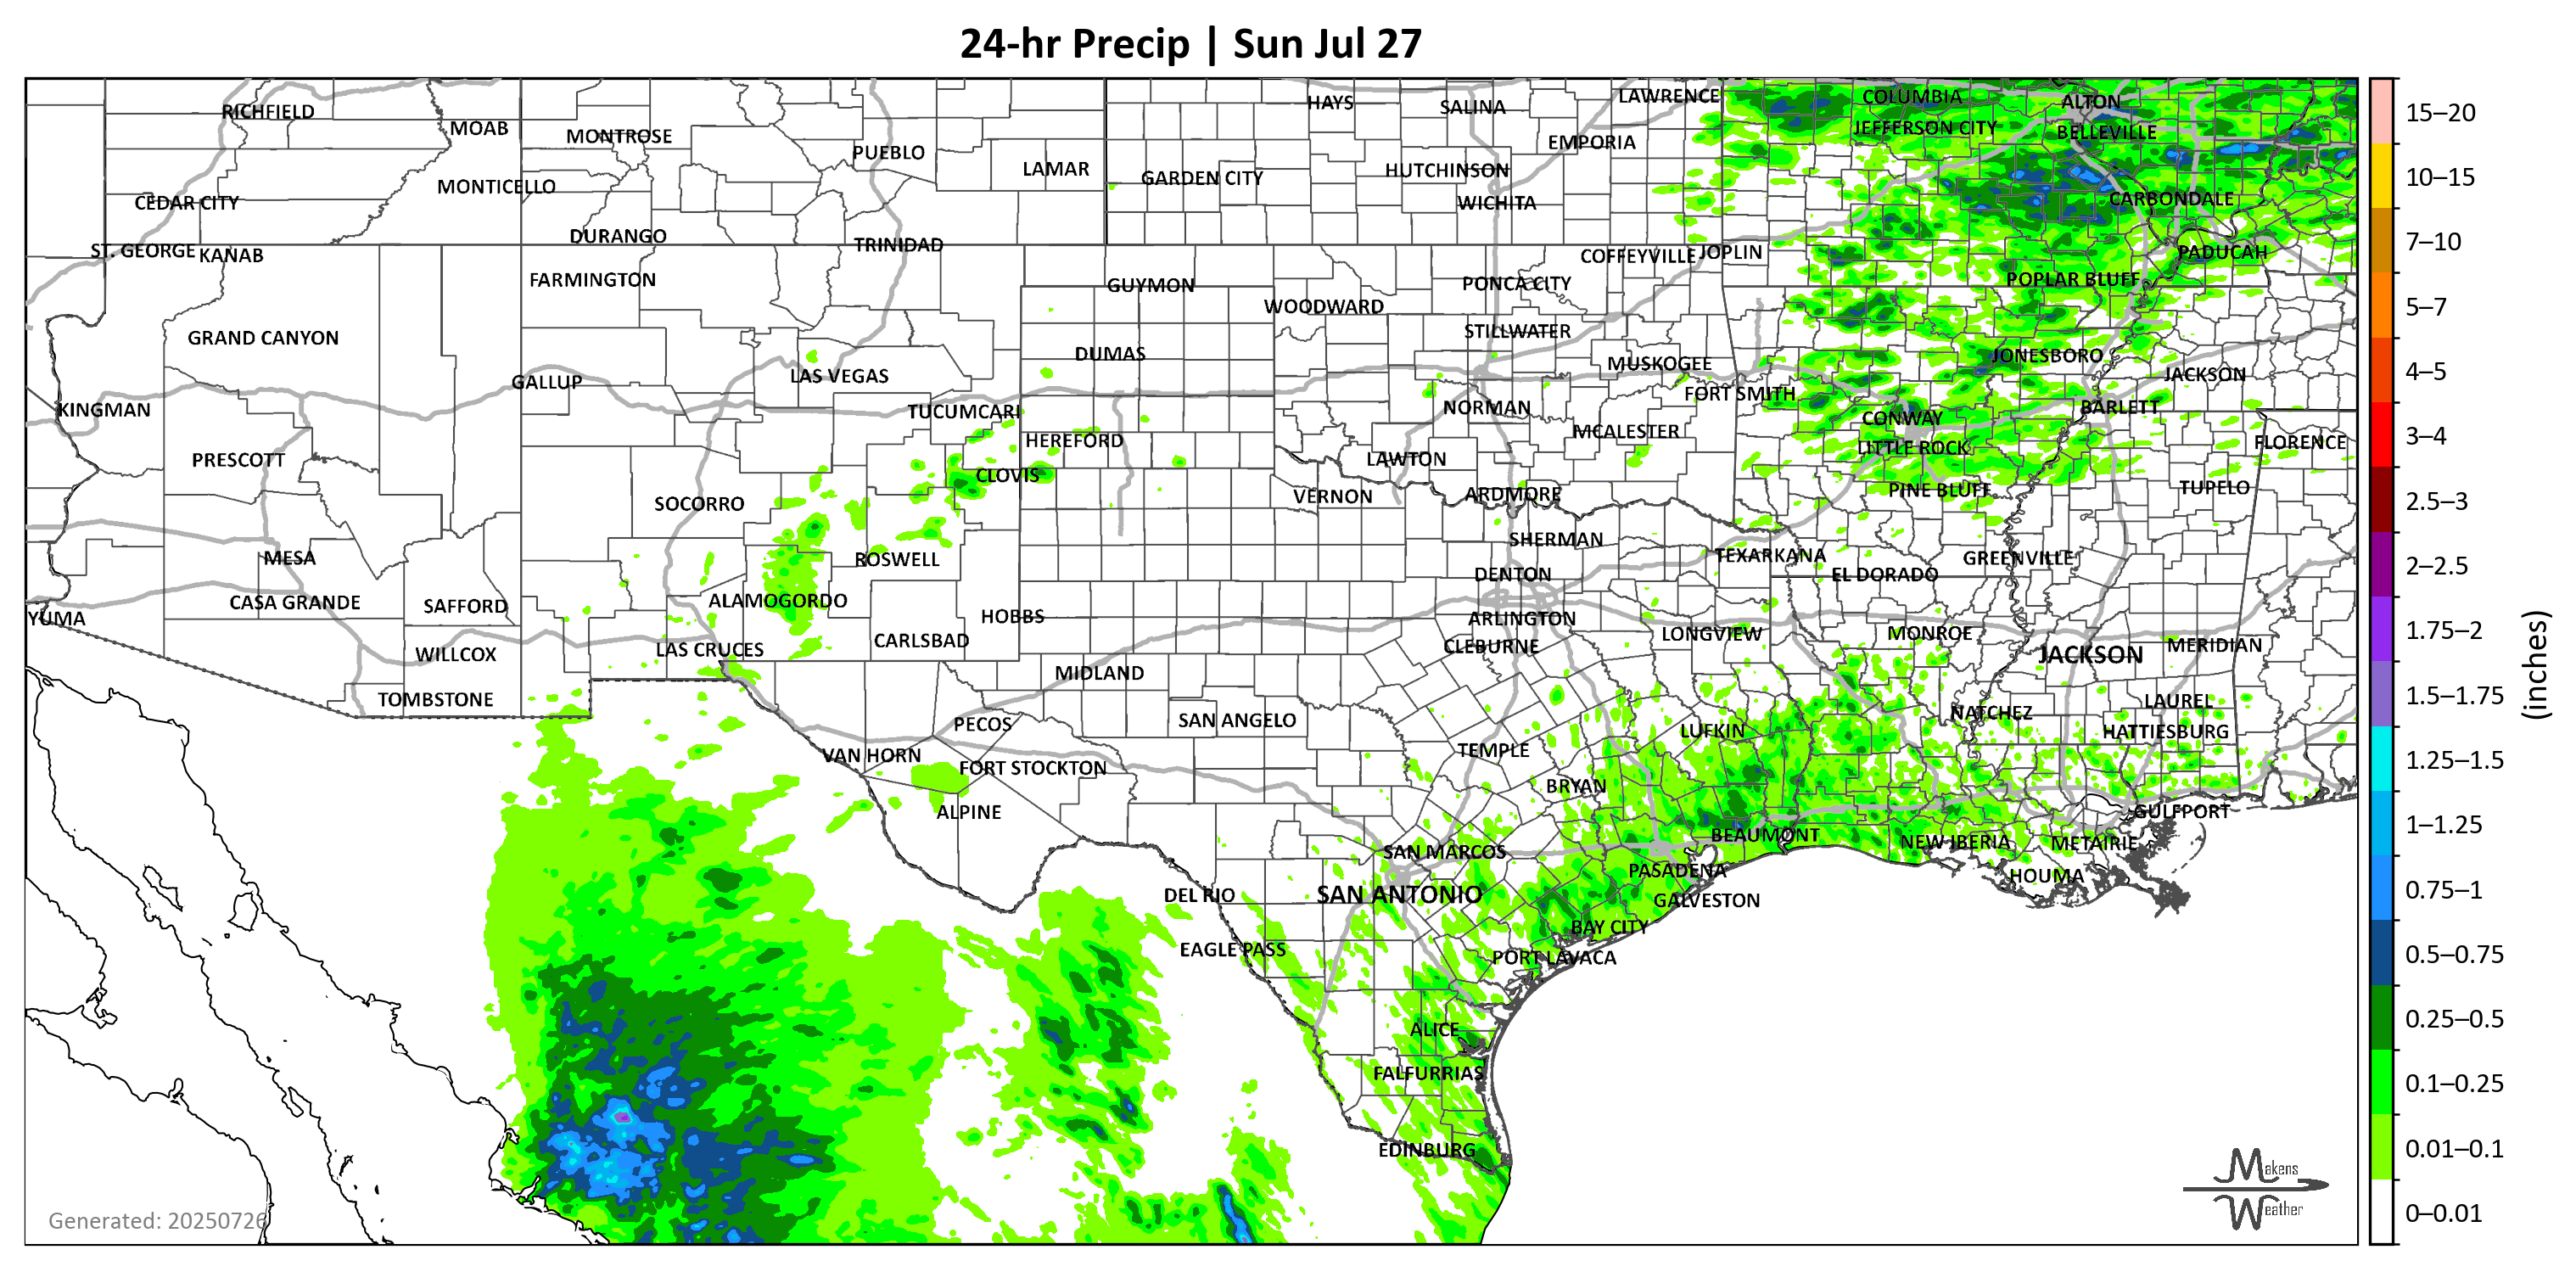 24-hr Precip | Sun Jul 27
RICHFIELD
MOAB
MONTROSE
PUEBLO
LAMAR
HAYS
SALINA
LAWRENCE
COLUMBIA
ALTON
JEFFERSON CITY
BELLEVILLE
EMPORIA
GARDEN CITY
HUTCHINSON
MONTICELLO
CEDAR CITY
WICHITA
CARBONDALE
DURANGO
TRINIDAD
ST. GEORGE
KANAB
COFFEYVILLE
JOPLIN
PADUCAH
FARMINGTON
GUYMON
PONCA CITY
POPLAR BLUFF
WOODWARD
GRAND CANYON
STILLWATER
DUMAS
JONESBORO
MUSKOGEE
GALLUP
LAS VEGAS
JACKSON
FORT SMITH
KINGMAN
TUCUMCARI
NORMAN
BARLETT
CONWAY
HEREFORD
MCALESTER
LITTLE ROCK
FLORENCE
PRESCOTT
LAWTON
CLOVIS
SOCORRO
VERNON
ARDMORE
PINE BLUFF
TUPELO
MESA
ROSWELL
SHERMAN
TEXARKANA
GREENVILLE
DENTON
EL DORADO
CASA GRANDE
SAFFORD
ALAMOGORDO
HOBBS
YUMA
ARLINGTON
LONGVIEW
MONROE
CARLSBAD
CLEBURNE
MERIDIAN
WILLCOX
LAS CRUCES
JACKSON
MIDLAND
TOMBSTONE
LAUREL
PECOS
SAN ANGELO
NATCHEZ
LUFKIN
HATTIESBURG
VAN HORN
TEMPLE
FORT STOCKTON
BRYAN
ALPINE
GULFPORT
BEAUMONT
NEW IBERIA
METAIRIE
SAN MARCOS
PASADENA
HOUMA
DEL RIO
SAN ANTONIO
GALVESTON
BAY CITY
EAGLE PASS
PORT LAVACA
ALICE
FALFURRIAS
EDINBURG
Generated: 20250726
Makens
Weather
15–20
10–15
7–10
5–7
4–5
3–4
2.5–3
2–2.5
1.75–2
1.5–1.75
1.25–1.5
1–1.25
0.75–1
0.5–0.75
0.25–0.5
0.1–0.25
0.01–0.1
0–0.01
(inches)